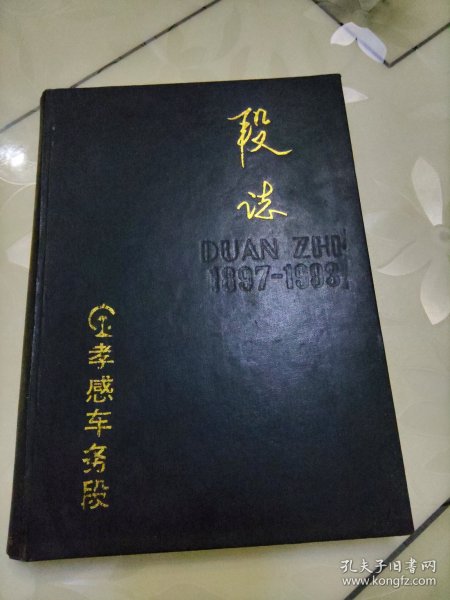 段志
DUAN ZHI
1897-1983
孝感车务段
孔夫子旧书网
www.kongfz.com